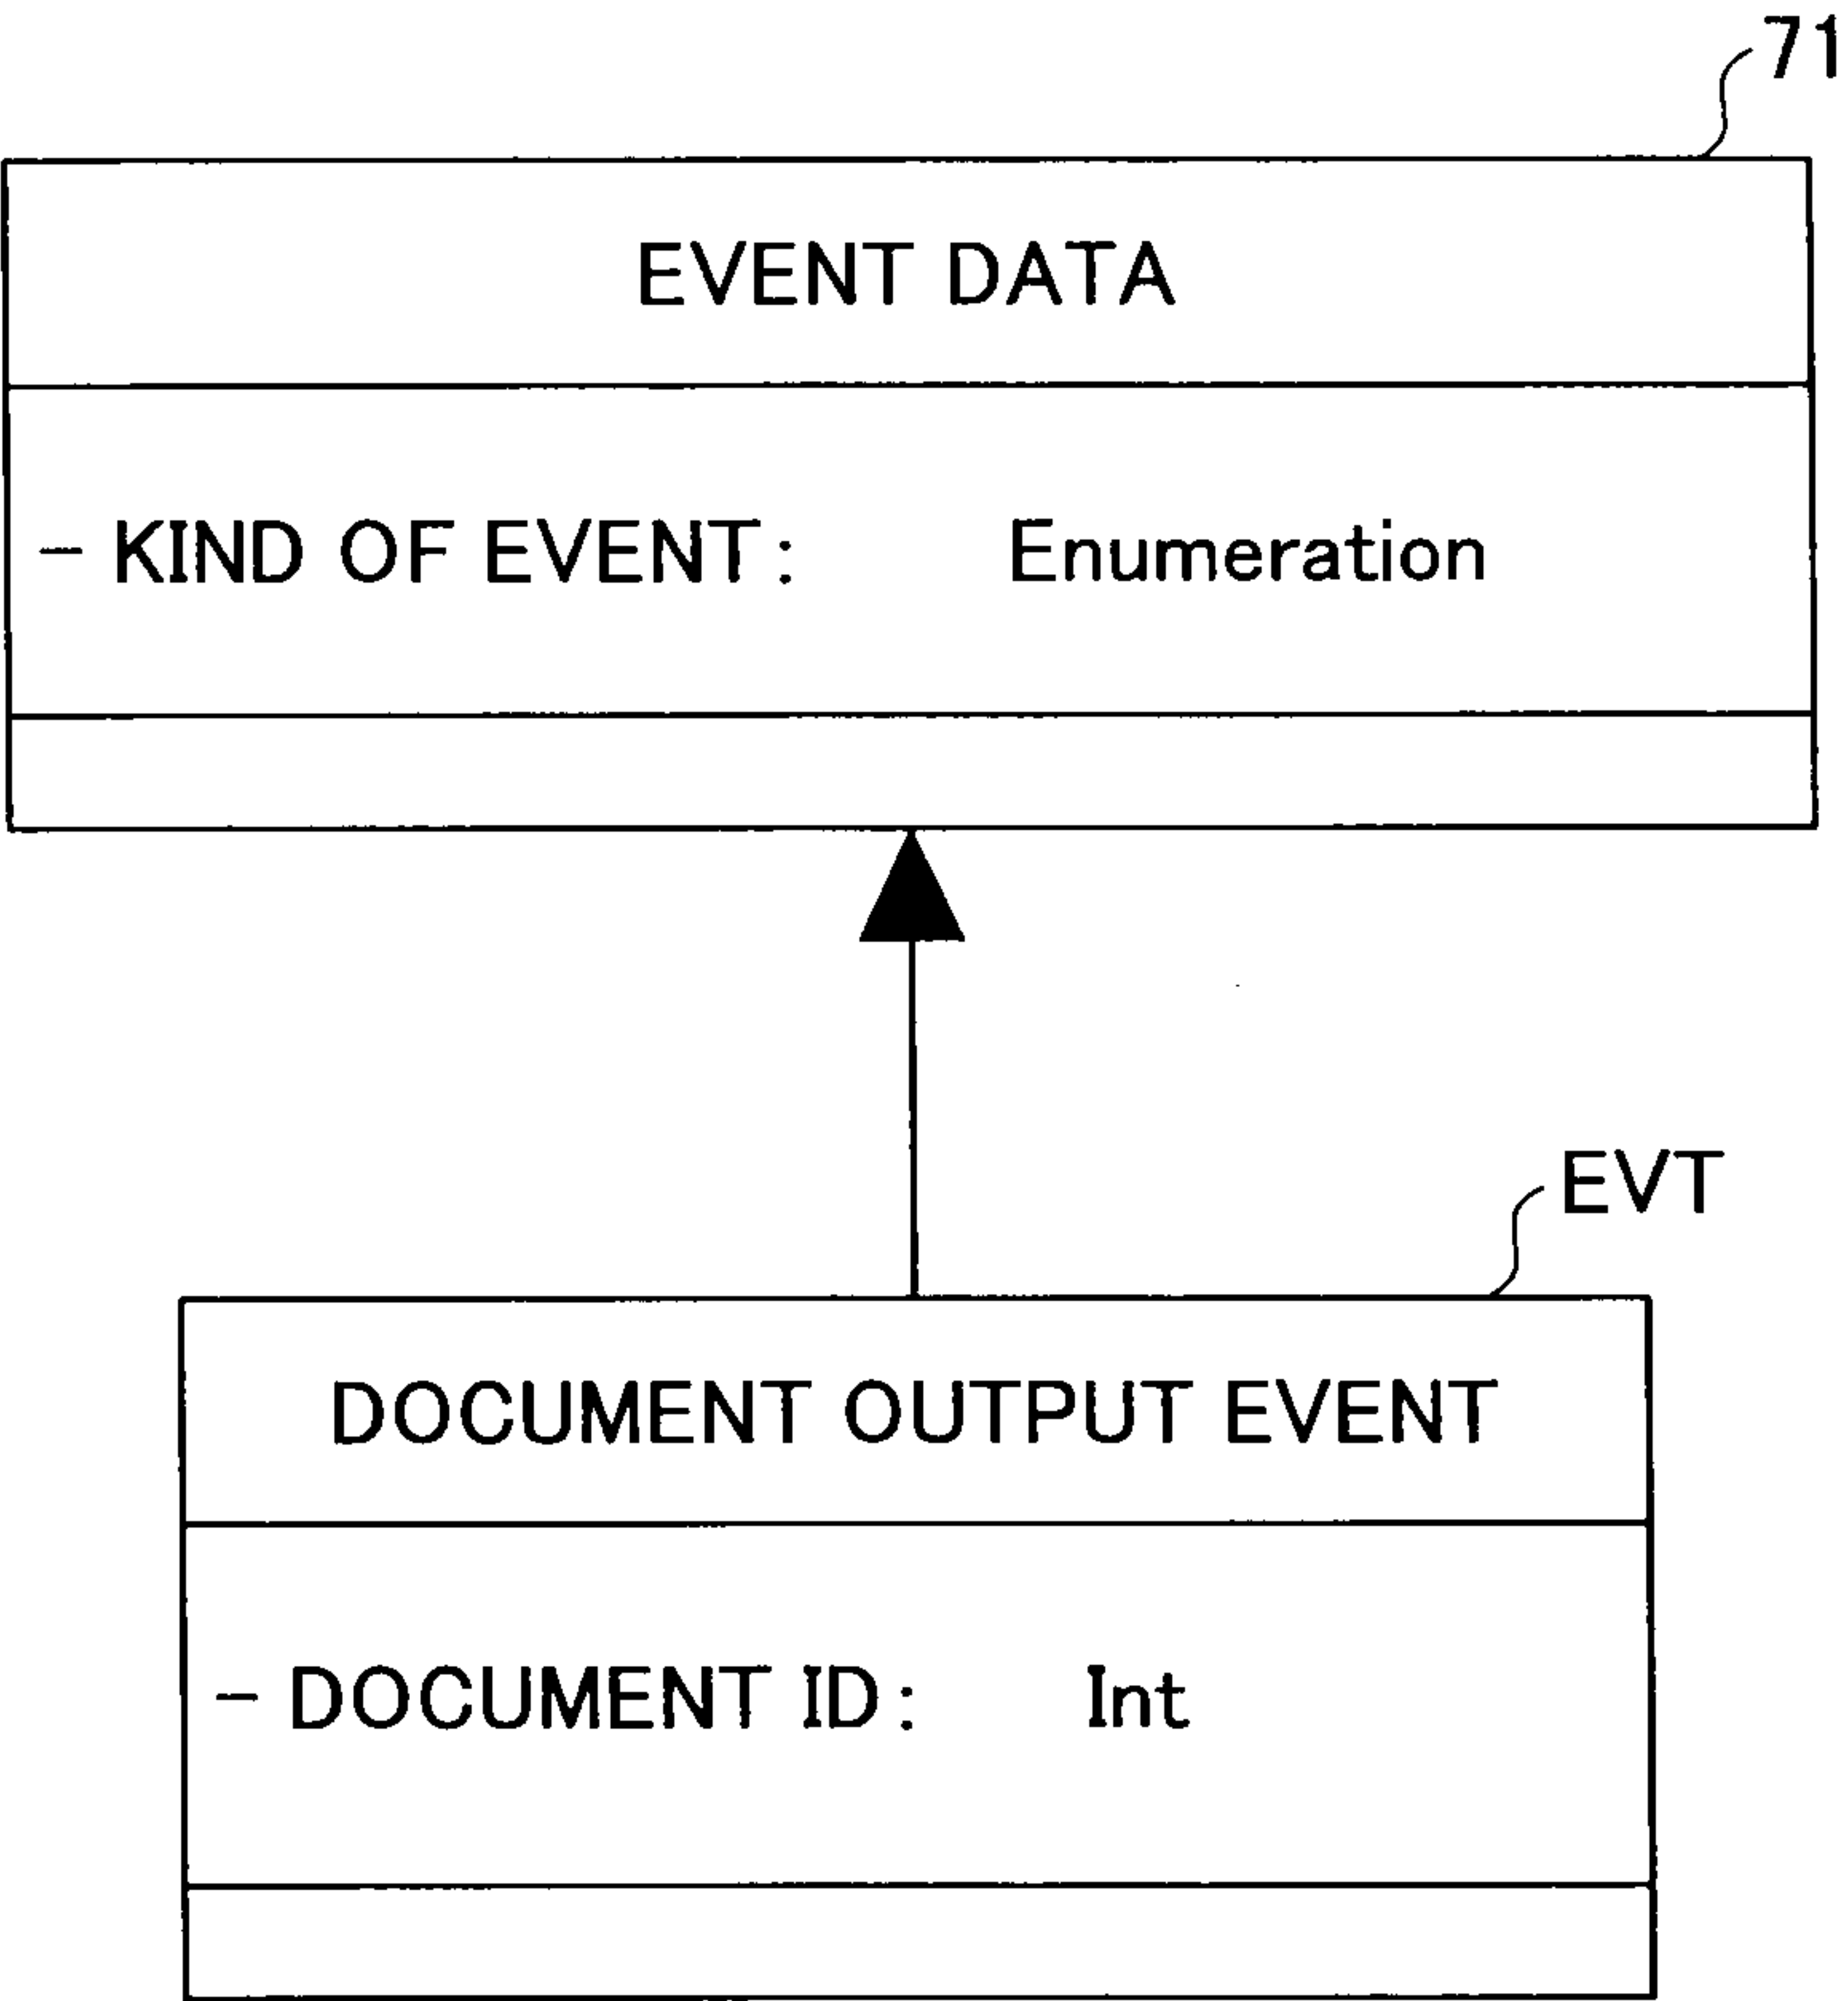 71
EVENT DATA
- KIND OF EVENT: Enumeration
EVT
DOCUMENT OUTPUT EVENT
- DOCUMENT ID: Int